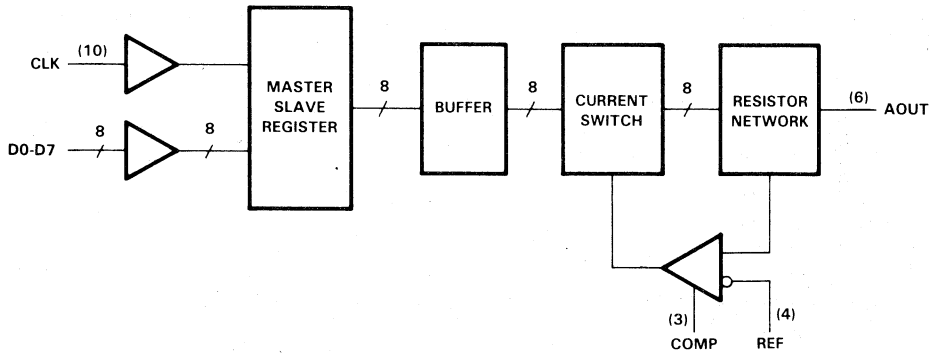 CLK
(10)
D0-D7
8
8
MASTER
SLAVE
REGISTER
8
BUFFER
8
CURRENT
SWITCH
8
RESISTOR
NETWORK
(6)
AOUT
(3)
COMP
(4)
REF